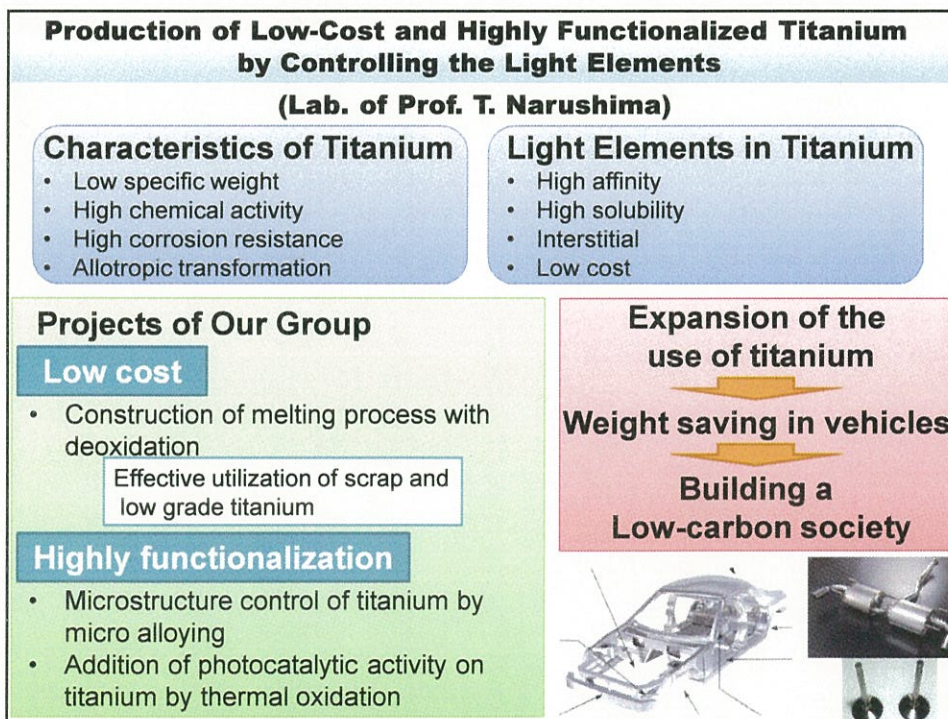 Production of Low-Cost and Highly Functionalized Titanium
by Controlling the Light Elements
(Lab. of Prof. T. Narushima)
Characteristics of Titanium
• Low specific weight
• High chemical activity
• High corrosion resistance
• Allotropic transformation
Light Elements in Titanium
• High affinity
• High solubility
• Interstitial
• Low cost
Projects of Our Group
Low cost
• Construction of melting process with
deoxidation
Effective utilization of scrap and
low grade titanium
Highly functionalization
• Microstructure control of titanium by
micro alloying
• Addition of photocatalytic activity on
titanium by thermal oxidation
Expansion of the
use of titanium
Weight saving in vehicles
Building a
Low-carbon society